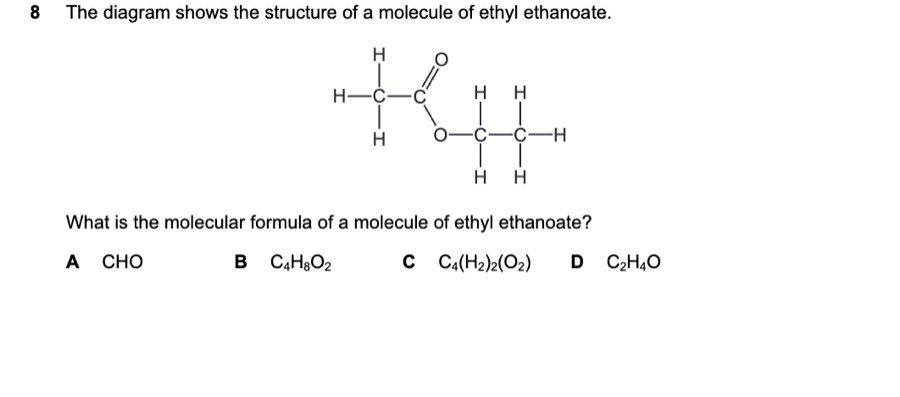 8 The diagram shows the structure of a molecule of ethyl ethanoate.
H O
H C C H H
H O C C H
H H
What is the molecular formula of a molecule of ethyl ethanoate?
A CHO B C₄H₈O₂ C C₄(H₂)₂(O₂) D C₂H₄O